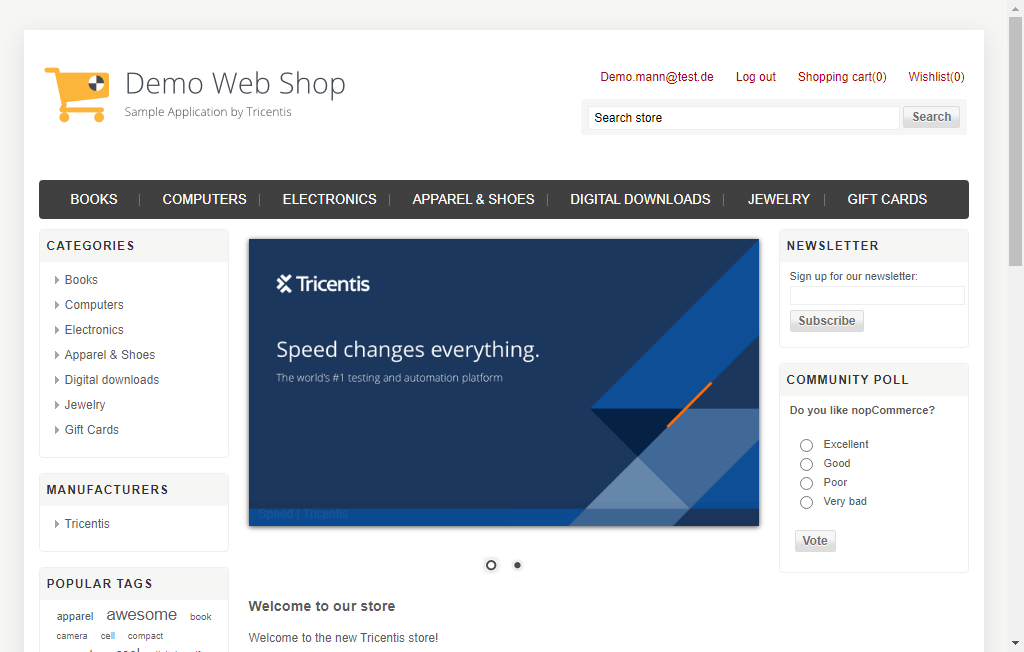 Demo Web Shop
Sample Application by Tricentis
Demo.mann@test.de Log out Shopping cart(0) Wishlist(0)
Search store Search
BOOKS COMPUTERS ELECTRONICS APPAREL & SHOES DIGITAL DOWNLOADS JEWELRY GIFT CARDS
CATEGORIES
Books
Computers
Electronics
Apparel & Shoes
Digital downloads
Jewelry
Gift Cards
MANUFACTURERS
Tricentis
POPULAR TAGS
apparel awesome book
camera cell compact
Tricentis
Speed changes everything.
The world's #1 testing and automation platform
Speed | Tricentis
Welcome to our store
Welcome to the new Tricentis store!
NEWSLETTER
Sign up for our newsletter:
Subscribe
COMMUNITY POLL
Do you like nopCommerce?
Excellent
Good
Poor
Very bad
Vote